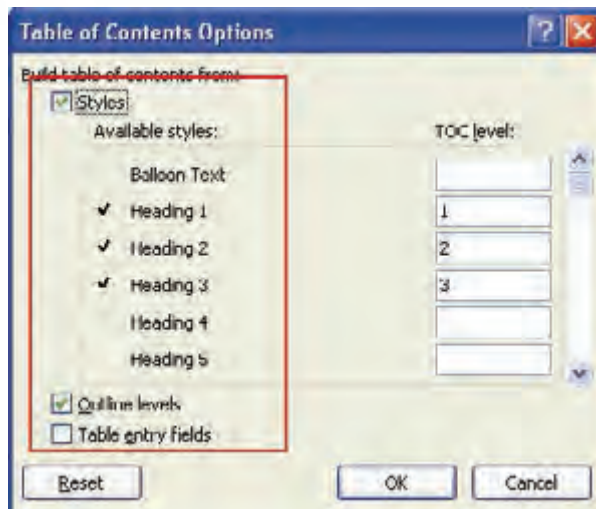 Table of Contents Options
Build table of contents from:
Styles
Available styles: TOC level:
Balloon Text
Heading 1 1
Heading 2 2
Heading 3 3
Heading 4
Heading 5
Outline levels
Table entry fields
Reset OK Cancel